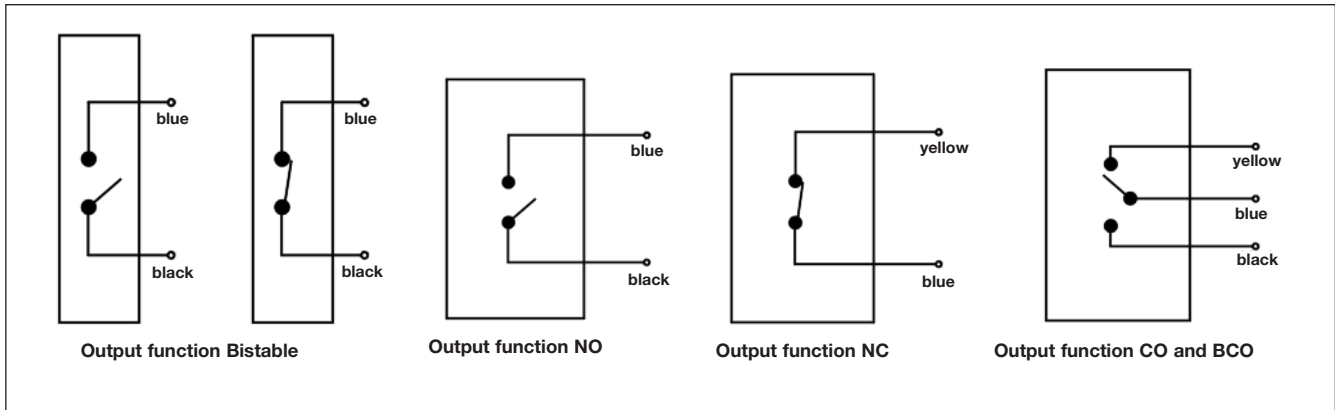 blue
black
blue
black
Output function Bistable
blue
black
Output function NO
yellow
blue
Output function NC
yellow
blue
black
Output function CO and BCO